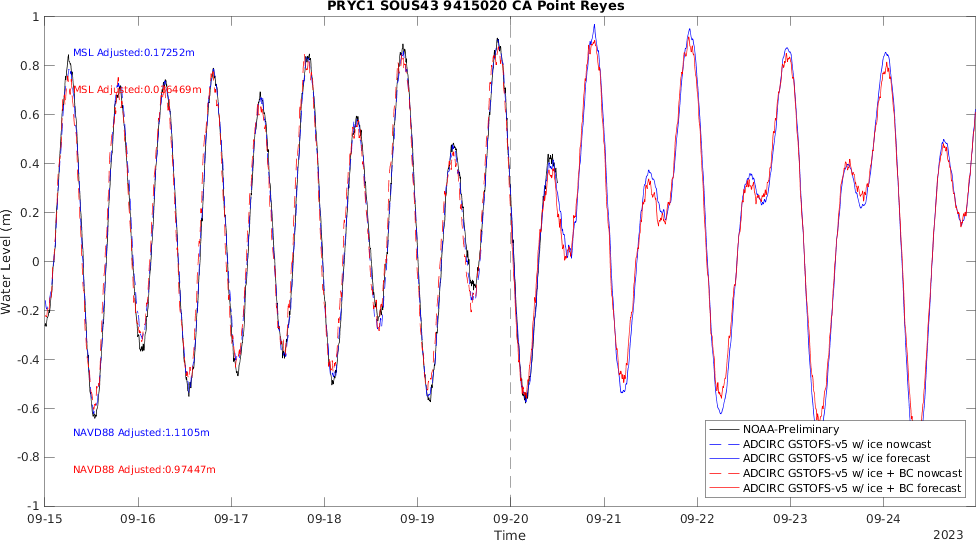 PRYC1 SOUS43 9415020 CA Point Reyes
1
0.8
0.6
0.4
0.2
0
-0.2
-0.4
-0.6
-0.8
-1
Water Level (m)
MSL Adjusted:0.17252m
MSL Adjusted:0.036469m
NAVD88 Adjusted:1.1105m
NAVD88 Adjusted:0.97447m
NOAA-Preliminary
ADCIRC GSTOFS-v5 w/ ice nowcast
ADCIRC GSTOFS-v5 w/ ice forecast
ADCIRC GSTOFS-v5 w/ ice + BC nowcast
ADCIRC GSTOFS-v5 w/ ice + BC forecast
09-15 09-16 09-17 09-18 09-19 09-20 09-21 09-22 09-23 09-24
Time
2023